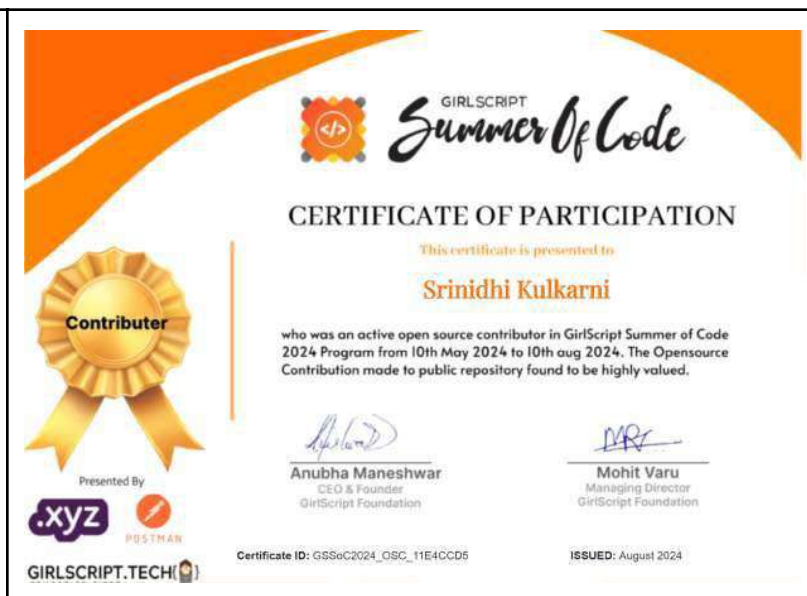 GIRLSCRIPT
Summer Of Code
</>
CERTIFICATE OF PARTICIPATION
This certificate is presented to
Srinidhi Kulkarni
Contributer
who was an active open source contributor in GirlScript Summer of Code
2024 Program from 10th May 2024 to 10th aug 2024. The Opensource
Contribution made to public repository found to be highly valued.
Anubha Maneshwar
CEO & Founder
GirlScript Foundation
Mohit Varu
Managing Director
GirlScript Foundation
Presented By
.xyz
POSTMAN
GIRLSCRIPT.TECH{ }
Certificate ID: GSSoC2024_OSC_11E4CCD5
ISSUED: August 2024